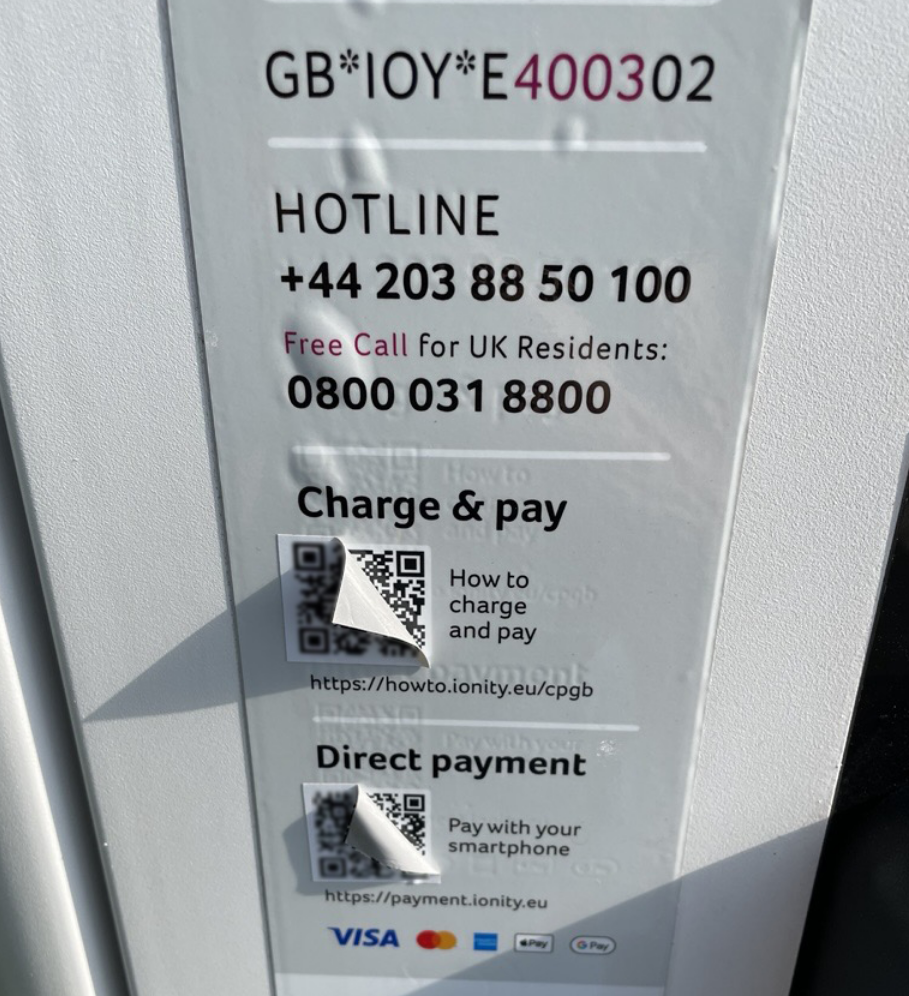 GB*IOY*E400302
HOTLINE
+44 203 88 50 100
Free Call for UK Residents:
0800 031 8800
Charge & pay
How to
charge
and pay
https://howto.ionity.eu/cpgb
Direct payment
Pay with your
smartphone
https://payment.ionity.eu
VISA Pay G Pay